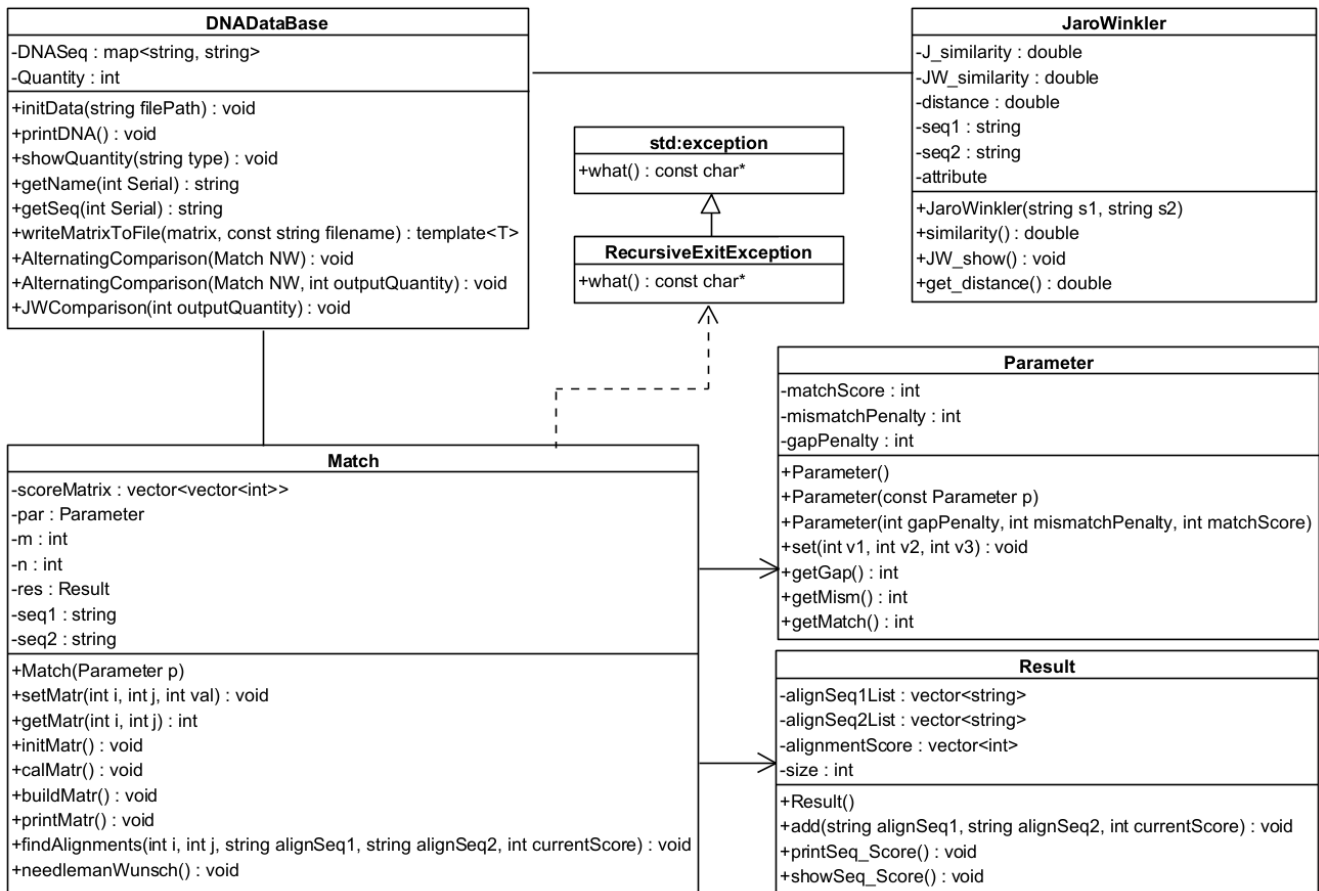 DNADataBase
-DNASeq : map<string, string>
-Quantity : int
+initData(string filePath) : void
+printDNA() : void
+showQuantity(string type) : void
+getName(int Serial) : string
+getSeq(int Serial) : string
+writeMatrixToFile(matrix, const string filename) : template<T>
+AlternatingComparison(Match NW) : void
+AlternatingComparison(Match NW, int outputQuantity) : void
+JWComparison(int outputQuantity) : void
JaroWinkler
-J_similarity : double
-JW_similarity : double
-distance : double
-seq1 : string
-seq2 : string
-attribute
+JaroWinkler(string s1, string s2)
+similarity() : double
+JW_show() : void
+get_distance() : double
std:exception
+what() : const char*
RecursiveExitException
+what() : const char*
Match
-scoreMatrix : vector<vector<int>>
-par : Parameter
-m : int
-n : int
-res : Result
-seq1 : string
-seq2 : string
+Match(Parameter p)
+setMatr(int i, int j, int val) : void
+getMatr(int i, int j) : int
+initMatr() : void
+calMatr() : void
+buildMatr() : void
+printMatr() : void
+findAlignments(int i, int j, string alignSeq1, string alignSeq2, int currentScore) : void
+needlemanWunsch() : void
Parameter
-matchScore : int
-mismatchPenalty : int
-gapPenalty : int
+Parameter()
+Parameter(const Parameter p)
+Parameter(int gapPenalty, int mismatchPenalty, int matchScore)
+set(int v1, int v2, int v3) : void
+getGap() : int
+getMism() : int
+getMatch() : int
Result
-alignSeq1List : vector<string>
-alignSeq2List : vector<string>
-alignmentScore : vector<int>
-size : int
+Result()
+add(string alignSeq1, string alignSeq2, int currentScore) : void
+printSeq_Score() : void
+showSeq_Score() : void